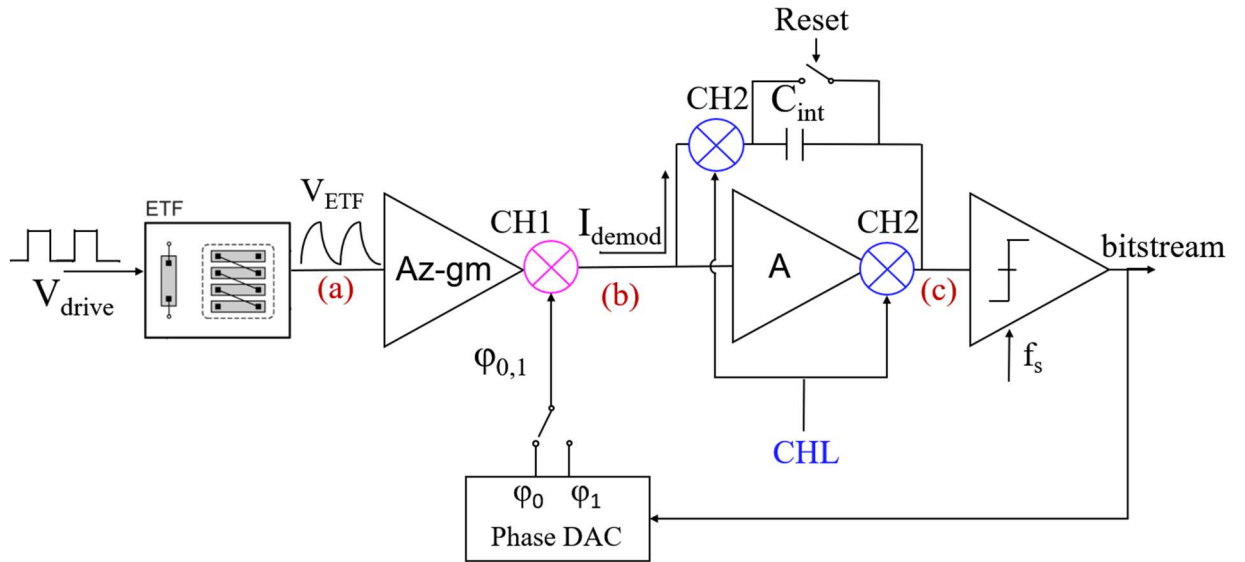 Reset
CH2
C_int
ETF
V_ETF
CH1
I_demod
CH2
bitstream
Az-gm
A
V_drive
(a)
(b)
(c)
φ_0,1
f_s
CHL
φ_0 φ_1
Phase DAC